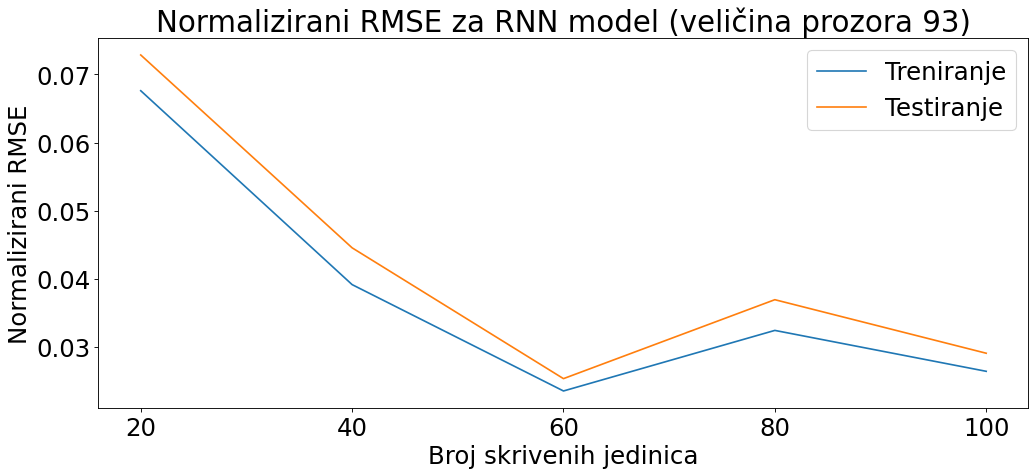 Normalizirani RMSE za RNN model (veličina prozora 93)
Treniranje
Testiranje
Normalizirani RMSE
0.07
0.06
0.05
0.04
0.03
20 40 60 80 100
Broj skrivenih jedinica